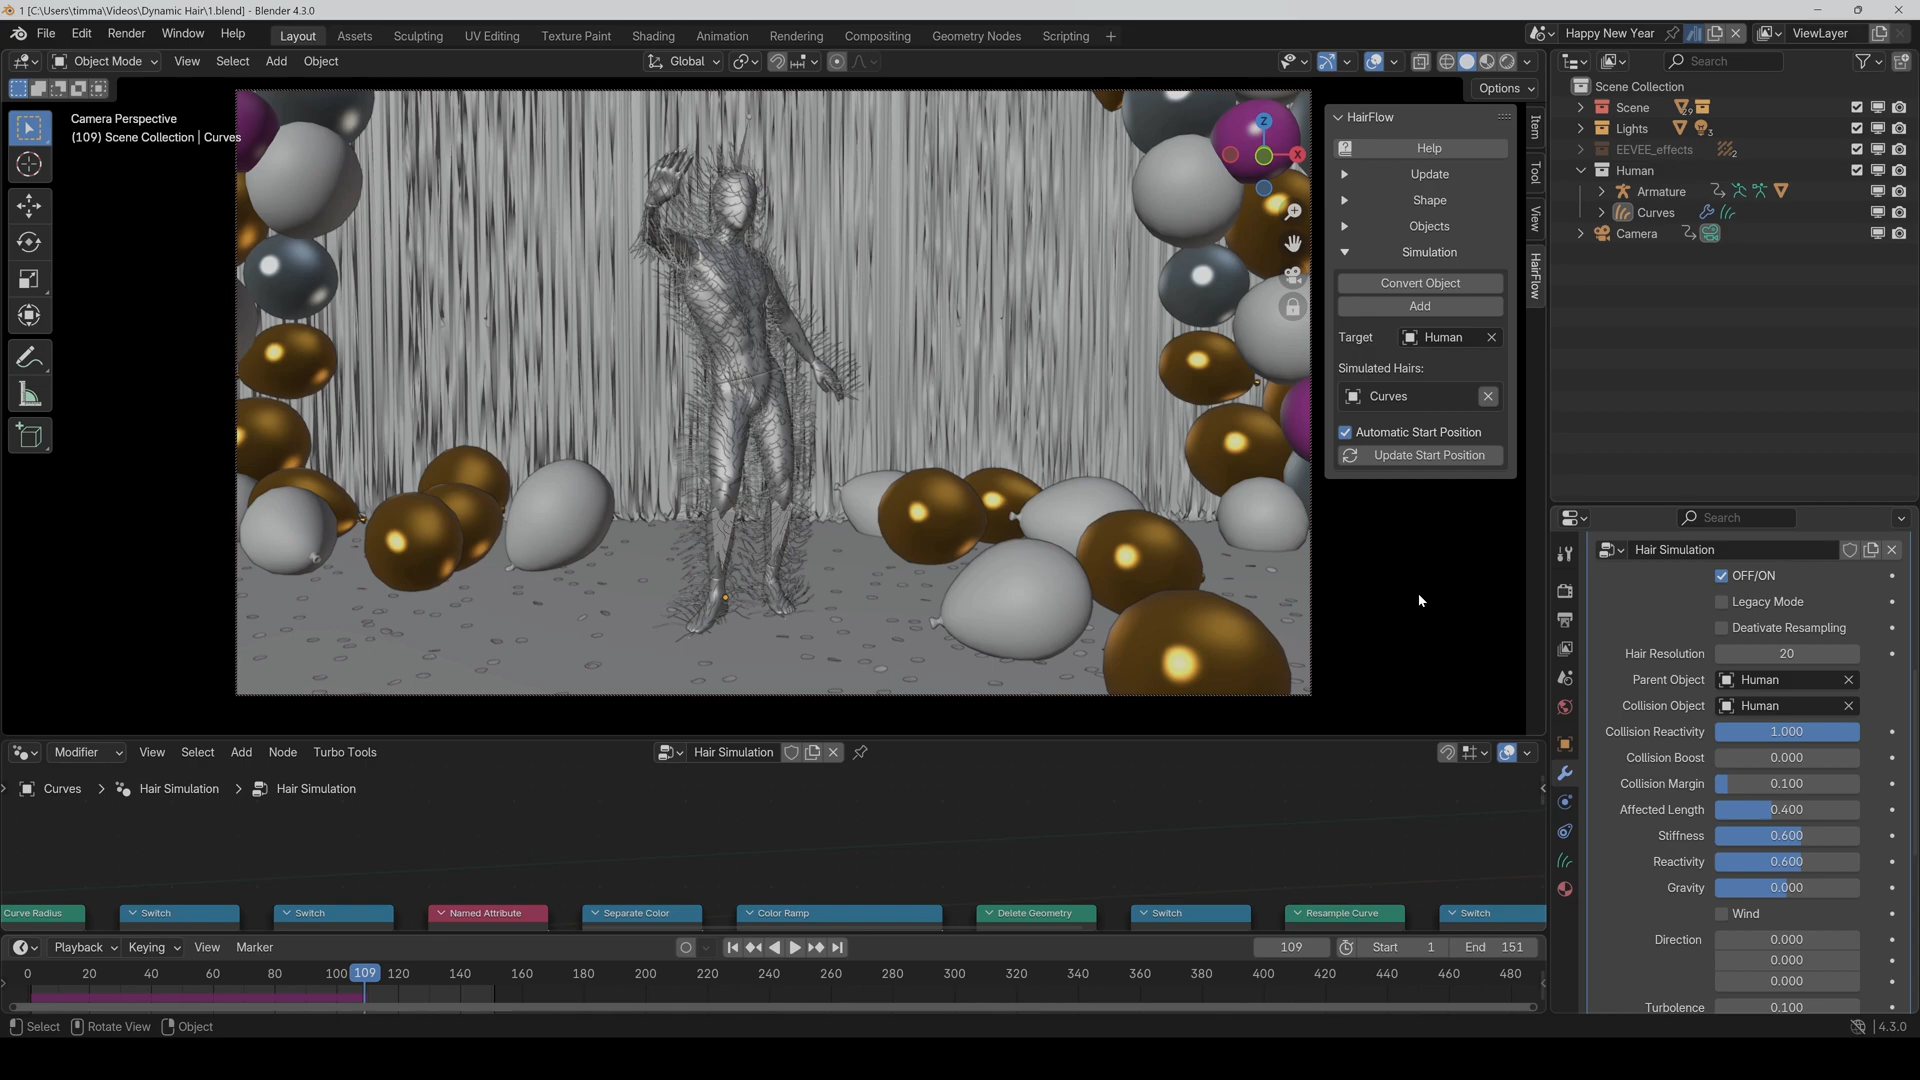 1 [C:\Users\timma\Videos\Dynamic Hair\1.blend] - Blender 4.3.0
File Edit Render Window Help Layout Assets Sculpting UV Editing Texture Paint Shading Animation Rendering Compositing Geometry Nodes Scripting + Happy New Year ViewLayer
Object Mode View Select Add Object Global Search
Options
Camera Perspective
(109) Scene Collection | Curves
Z
X
HairFlow
Help
Update
Shape
Objects
Simulation
Convert Object
Add
Target Human
Simulated Hairs:
Curves
Automatic Start Position
Update Start Position
Item
Tool
View
HairFlow
Scene Collection
Scene 29
Lights 3
EEVEE_effects 2
Human
Armature
Curves
Camera
Search
Hair Simulation
OFF/ON
Legacy Mode
Deativate Resampling
Hair Resolution 20
Parent Object Human
Collision Object Human
Collision Reactivity 1.000
Collision Boost 0.000
Collision Margin 0.100
Affected Length 0.400
Stiffness 0.600
Reactivity 0.600
Gravity 0.000
Wind
Direction 0.000
0.000
0.000
Turbolence 0.100
Modifier View Select Add Node Turbo Tools Hair Simulation
Curves > Hair Simulation > Hair Simulation
Curve Radius Switch Switch Named Attribute Separate Color Color Ramp Delete Geometry Switch Resample Curve Switch
Playback Keying View Marker 109 Start 1 End 151
0 20 40 60 80 100 109 120 140 160 180 200 220 240 260 280 300 320 340 360 380 400 420 440 460 480
Select Rotate View Object 4.3.0